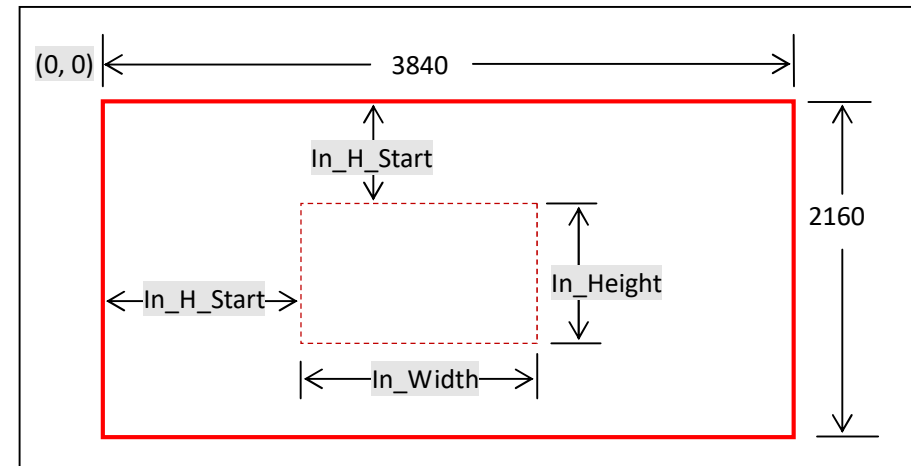 (0, 0)
3840
In_H_Start
2160
In_Height
In_H_Start
In_Width